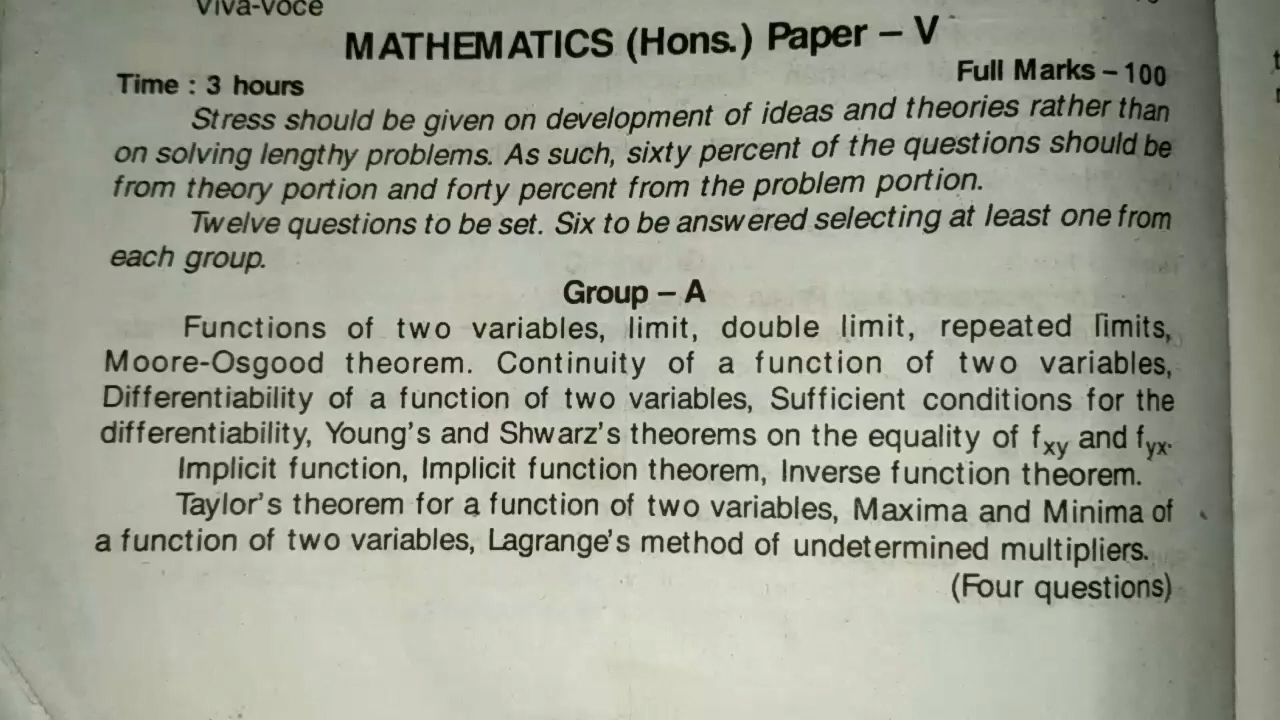 Viva-voce
MATHEMATICS (Hons.) Paper – V
Time : 3 hours
Full Marks – 100
Stress should be given on development of ideas and theories rather than
on solving lengthy problems. As such, sixty percent of the questions should be
from theory portion and forty percent from the problem portion.
Twelve questions to be set. Six to be answered selecting at least one from
each group.
Group – A
Functions of two variables, limit, double limit, repeated limits,
Moore-Osgood theorem. Continuity of a function of two variables,
Differentiability of a function of two variables, Sufficient conditions for the
differentiability, Young's and Shwarz's theorems on the equality of fxy and fyx.
Implicit function, Implicit function theorem, Inverse function theorem.
Taylor's theorem for a function of two variables, Maxima and Minima of
a function of two variables, Lagrange's method of undetermined multipliers.
(Four questions)